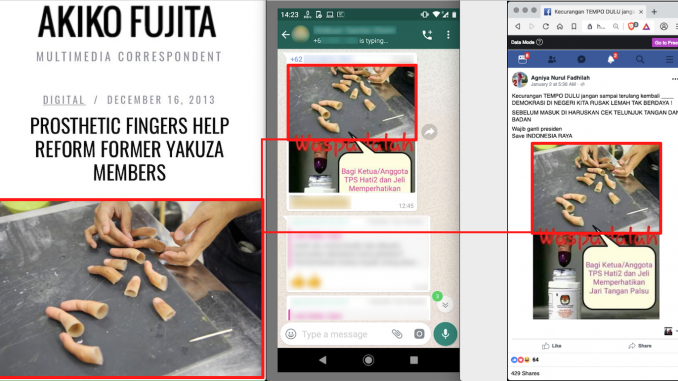 AKIKO FUJITA
MULTIMEDIA CORRESPONDENT
DIGITAL / DECEMBER 16, 2013
PROSTHETIC FINGERS HELP
REFORM FORMER YAKUZA
MEMBERS
14:23
is typing...
+62
Waspadalah
Bagi Ketua/Anggota
TPS Hati2 dan Jeli
Memperhatikan
12:45
3
Type a message
Kecurangan TEMPO DULU jangan
h...
Data Mode
Go to Free
Agniya Nurul Fadhilah
January 2 at 5:36 AM
Kecurangan TEMPO DULU jangan sampai terulang kembali ____
DEMOKRASI DI NEGERI KITA RUSAK LEMAH TAK BERDAYA !
SEBELUM MASUK DI HARUSKAN CEK TELUNJUK TANGAN DAN
BADAN
Wajib ganti presiden
Save INDONESIA RAYA
Waspadalah
Bagi Ketua/Anggota
TPS Hati2 dan Jeli
Memperhatikan
Jari Tangan Palsu
64
Like
Share
429 Shares